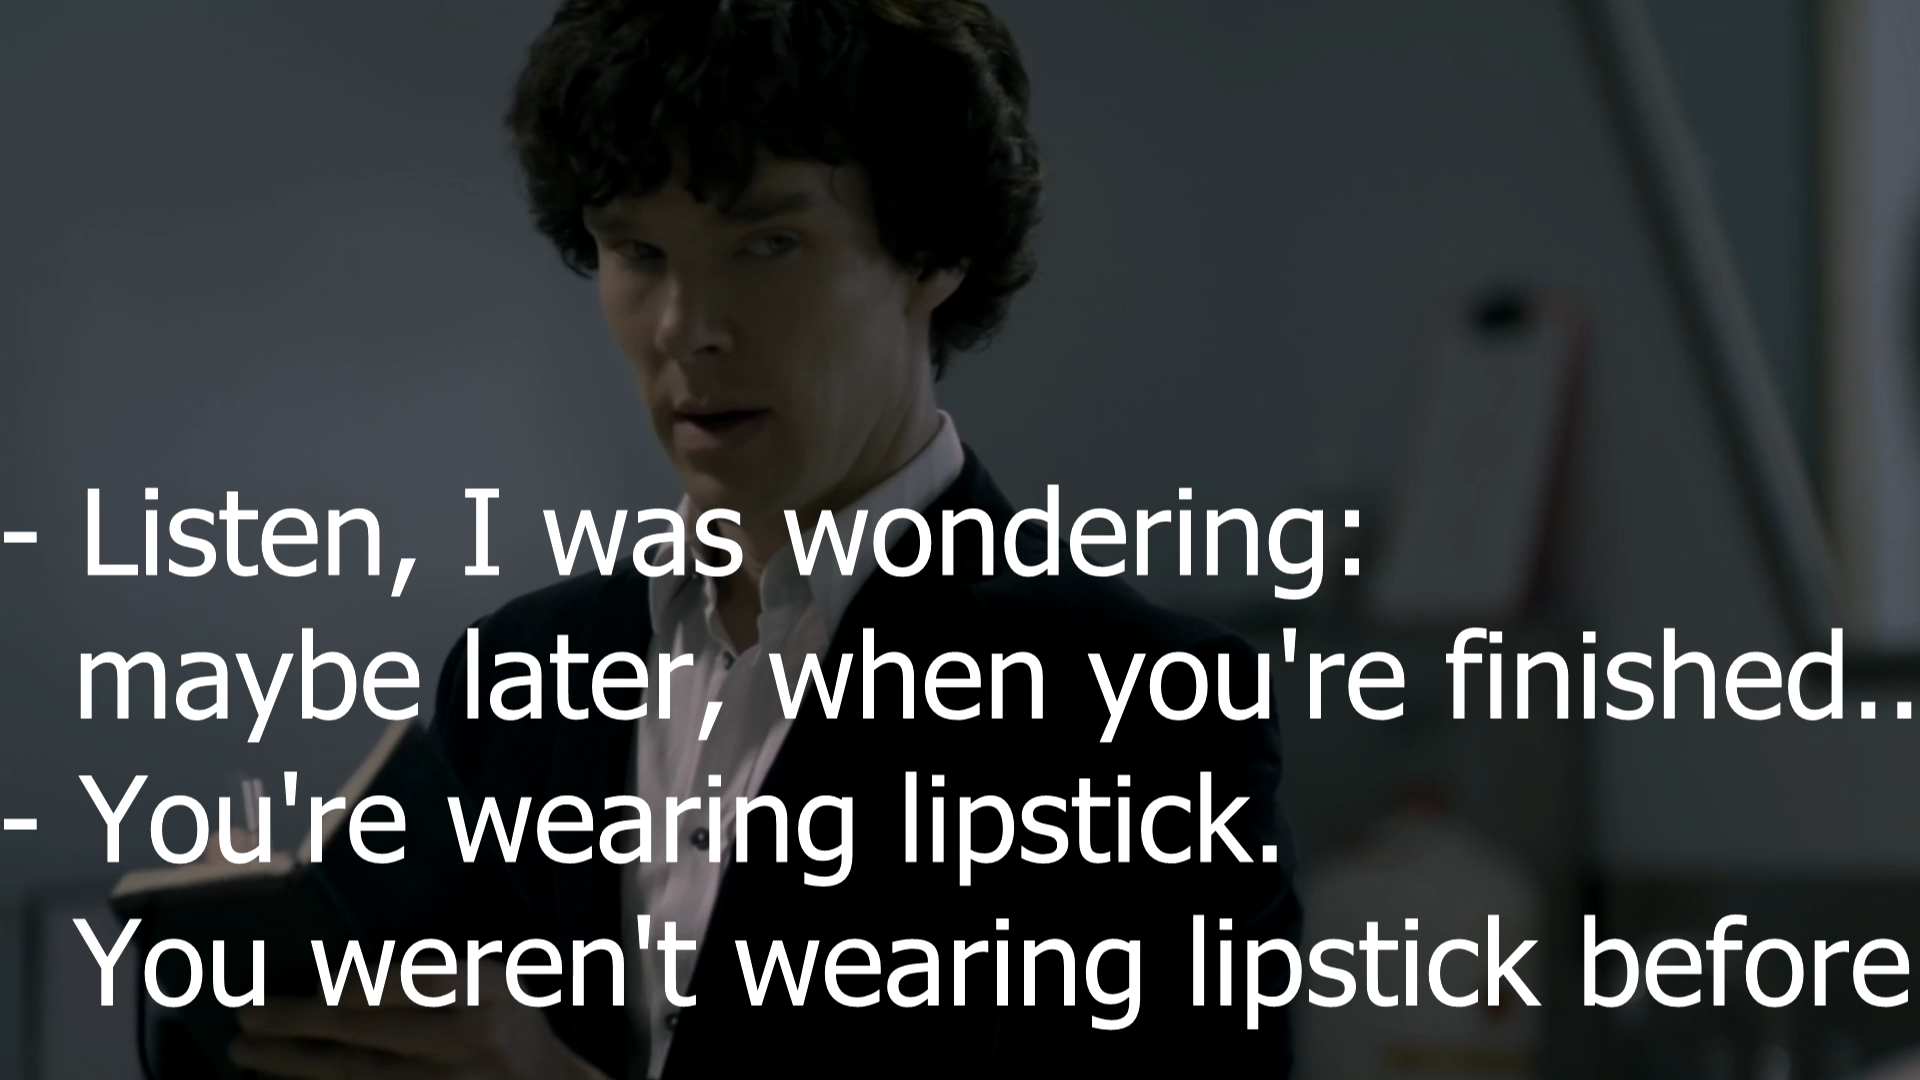 - Listen, I was wondering:
maybe later, when you're finished..
- You're wearing lipstick.
You weren't wearing lipstick before